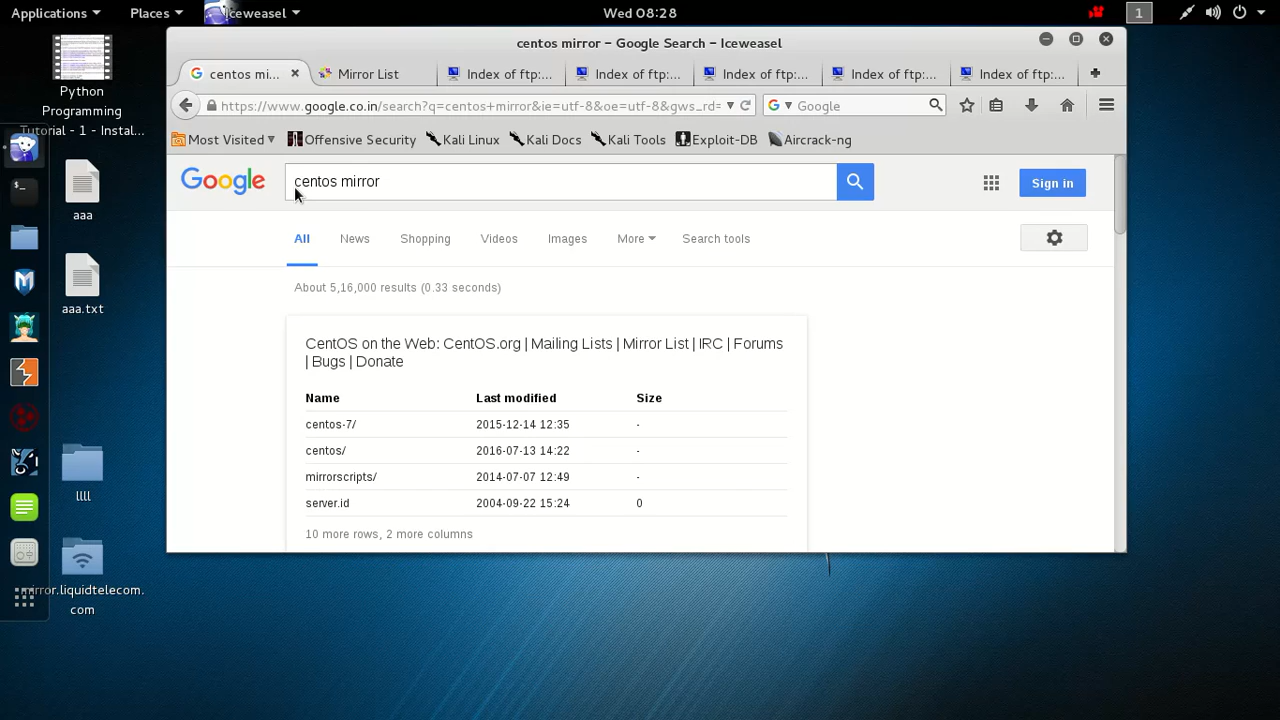 Applications
Places
Iceweasel
Wed 08:28
1
Python
Programming
Tutorial - 1 - Instal...
aaa
aaa.txt
llll
mirror.liquidtelecom.
com
centos mirror - Google Search - Iceweasel
centos mi...
Mirror List
Index of ftp:...
Index of ftp:...
Index of ftp:...
Index of ftp:...
Index of ftp:...
https://www.google.co.in/search?q=centos+mirror&ie=utf-8&oe=utf-8&gws_rd=
Google
Most Visited
Offensive Security
Kali Linux
Kali Docs
Kali Tools
Exploit-DB
Aircrack-ng
Google
centos mirror
Sign in
All
News
Shopping
Videos
Images
More
Search tools
About 5,16,000 results (0.33 seconds)
CentOS on the Web: CentOS.org | Mailing Lists | Mirror List | IRC | Forums
| Bugs | Donate
Name Last modified Size
centos-7/ 2015-12-14 12:35 -
centos/ 2016-07-13 14:22 -
mirrorscripts/ 2014-07-07 12:49 -
server.id 2004-09-22 15:24 0
10 more rows, 2 more columns